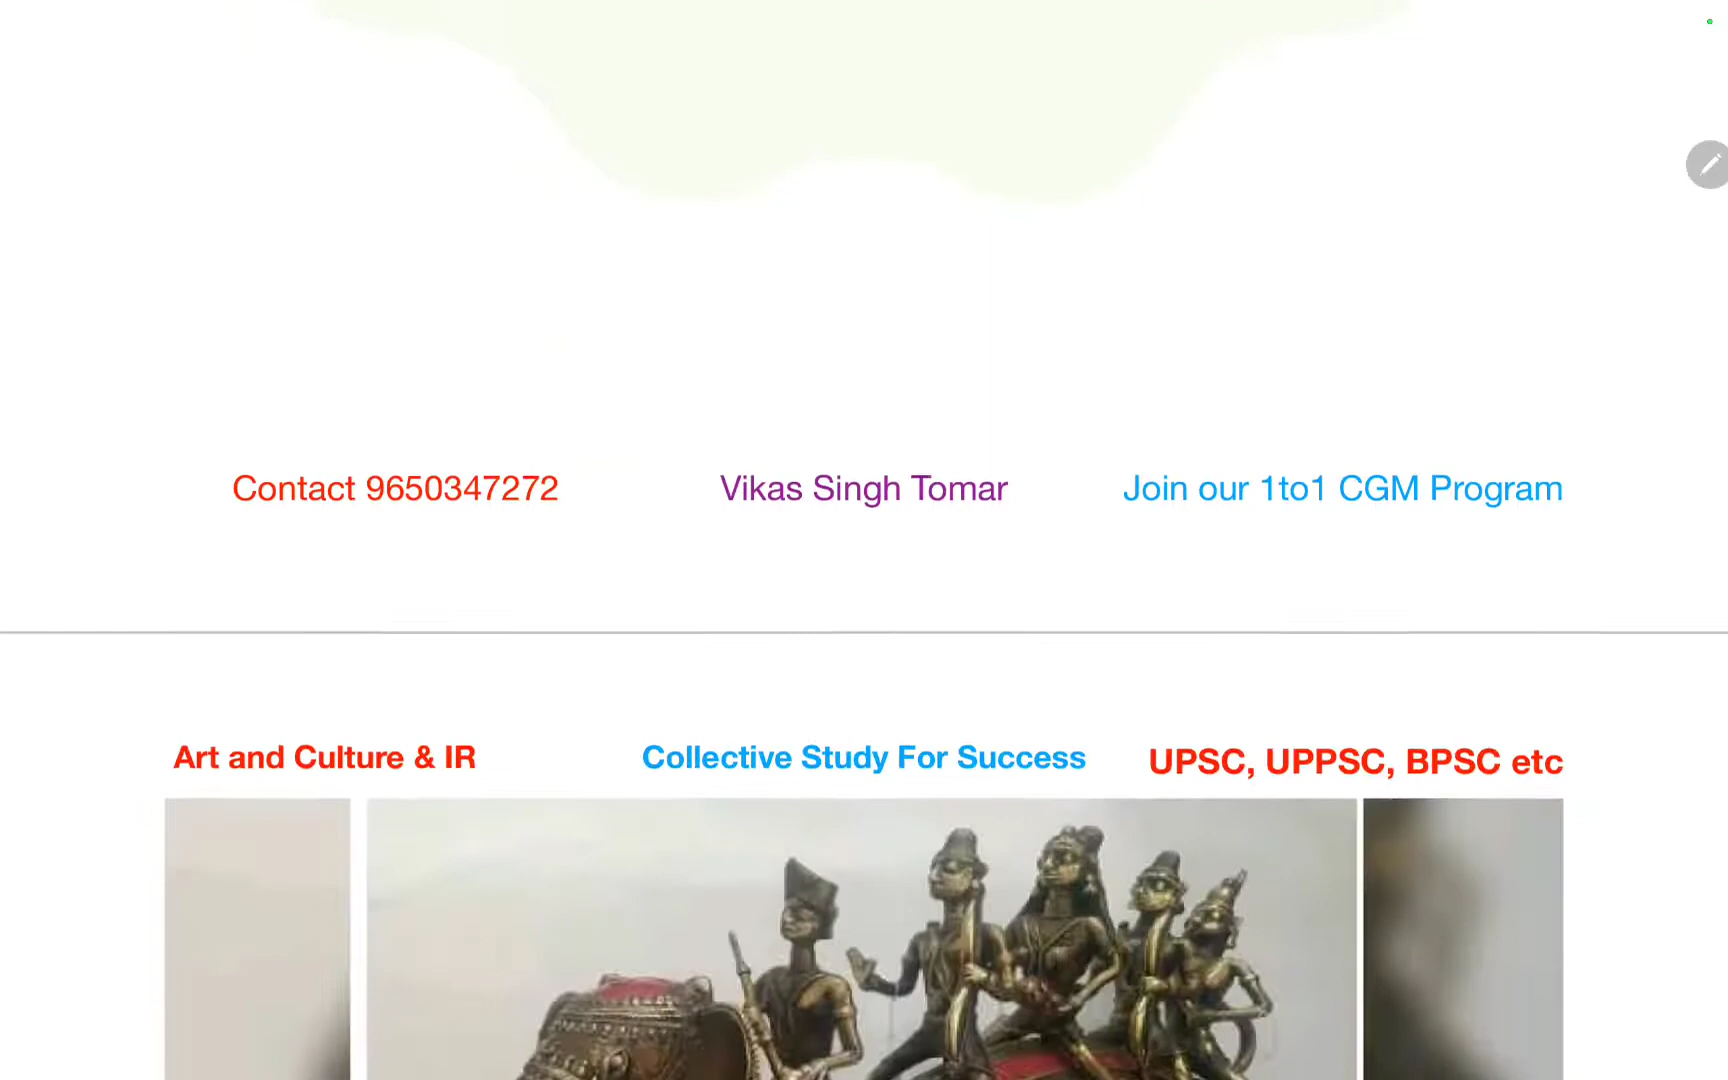 Contact 9650347272 Vikas Singh Tomar Join our 1to1 CGM Program
Art and Culture & IR Collective Study For Success UPSC, UPPSC, BPSC etc